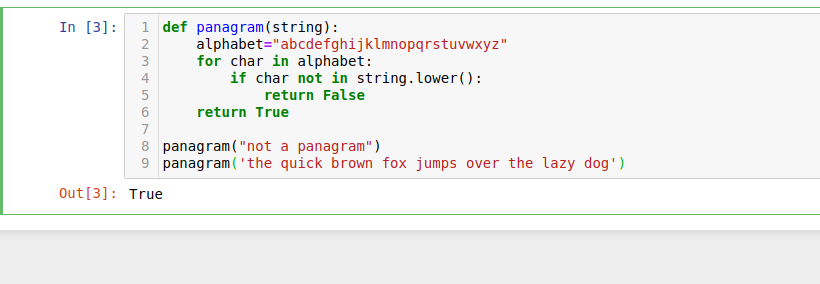 In [3]:
1 def panagram(string):
2     alphabet="abcdefghijklmnopqrstuvwxyz"
3     for char in alphabet:
4         if char not in string.lower():
5             return False
6     return True
7
8 panagram("not a panagram")
9 panagram('the quick brown fox jumps over the lazy dog')
Out[3]: True